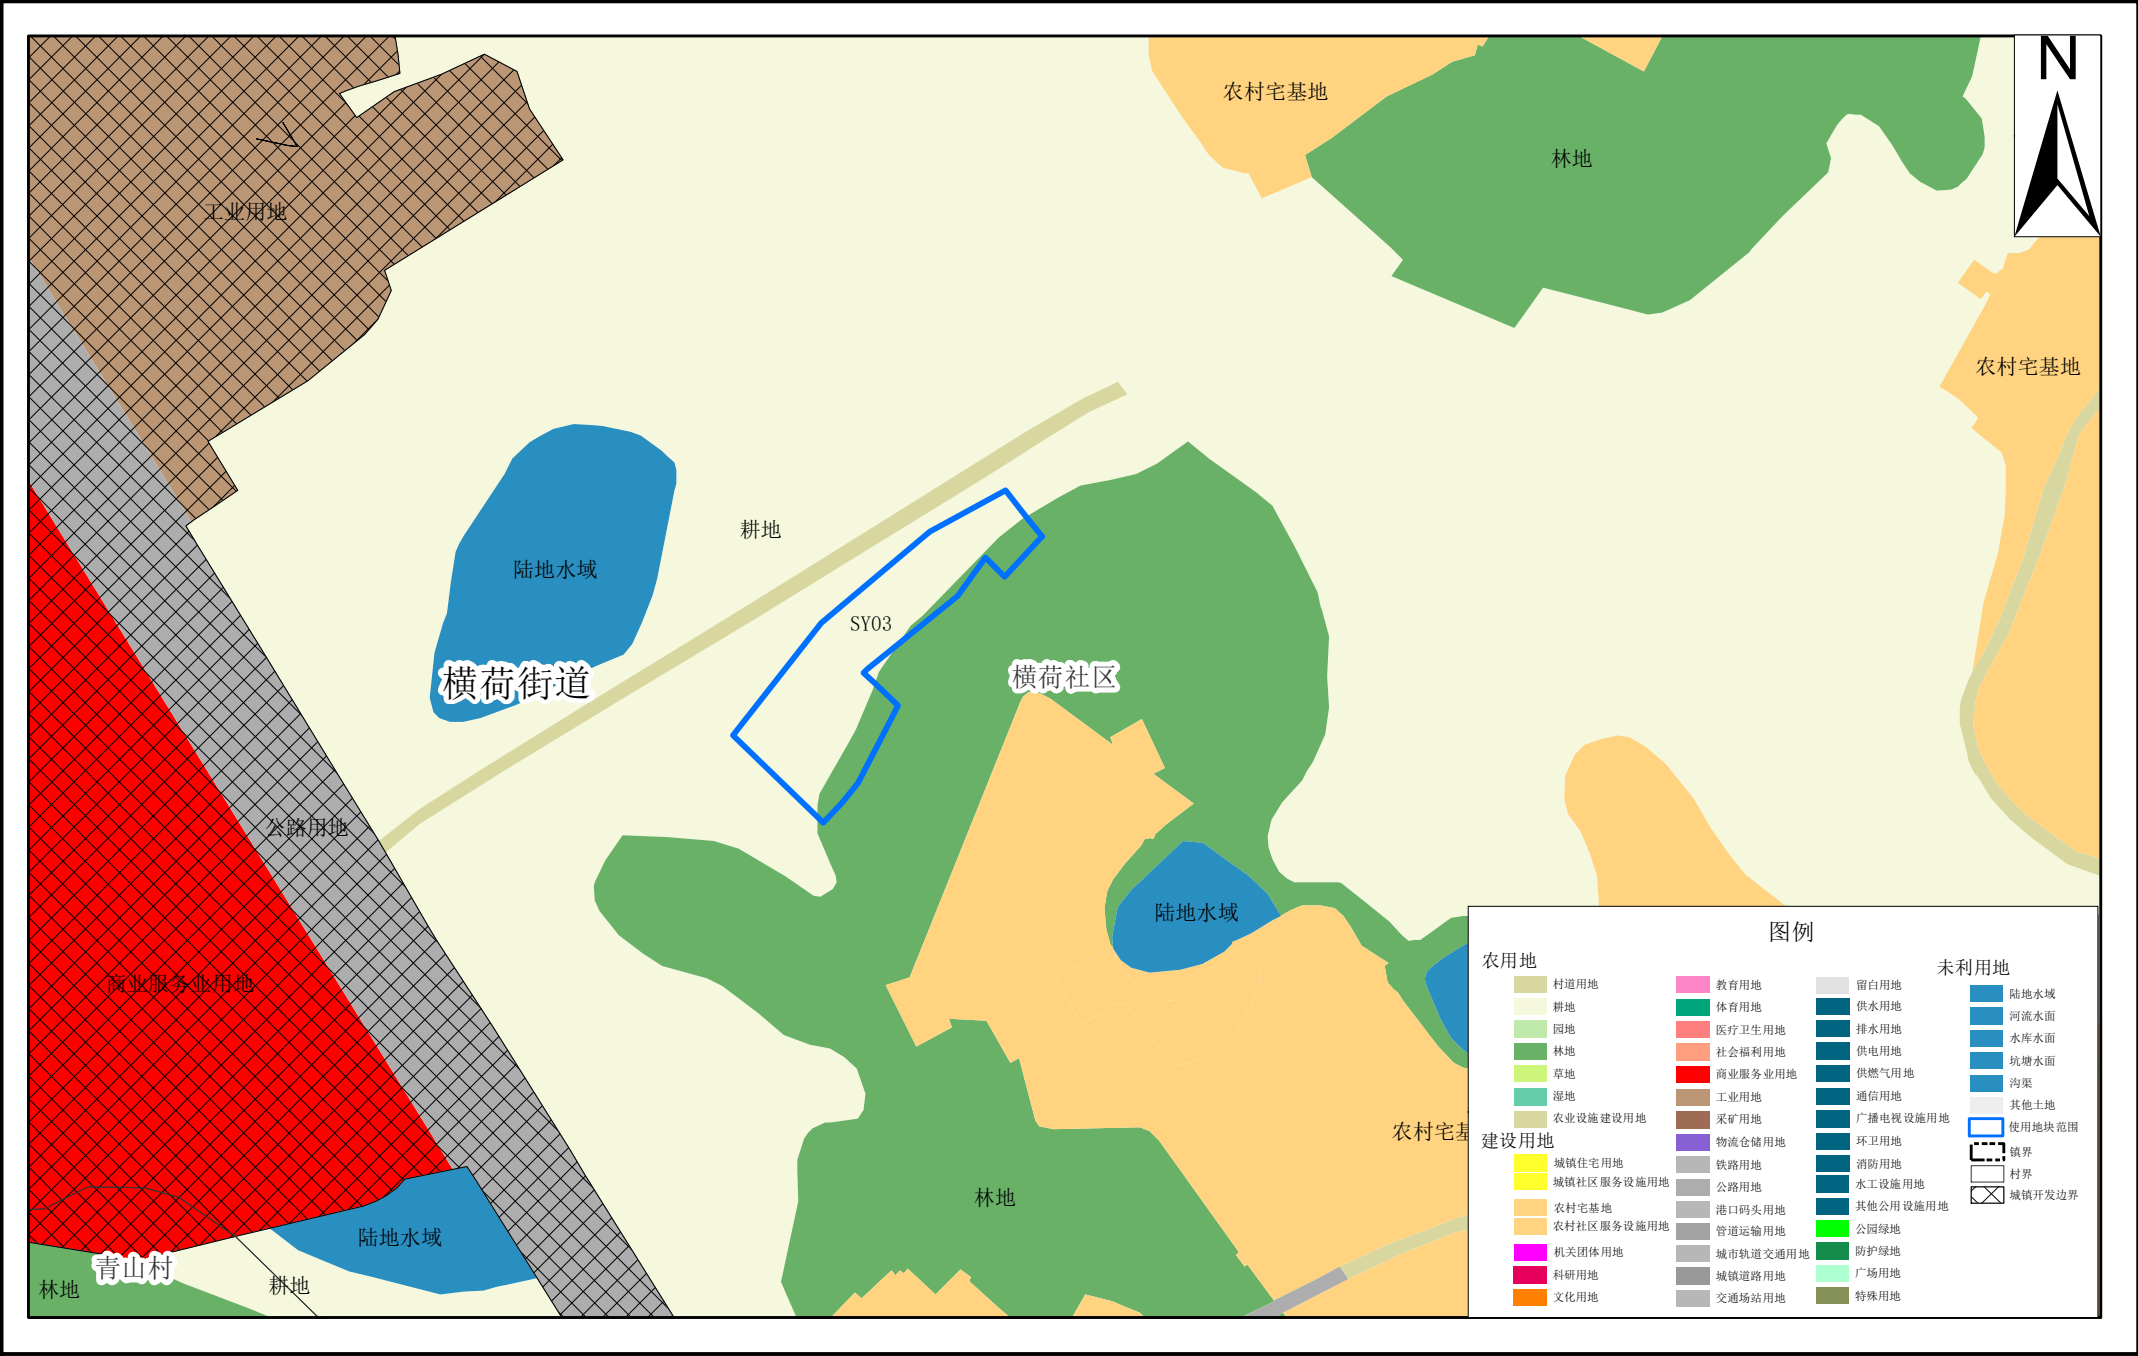 N
农村宅基地
林地
工业用地
农村宅基地
耕地
陆地水域
SY03
横荷街道
横荷社区
公路用地
陆地水域
商业服务业用地
农村宅基
林地
陆地水域
青山村
林地
耕地
图例
农用地
村道用地
耕地
园地
林地
草地
湿地
农业设施建设用地
建设用地
城镇住宅用地
城镇社区服务设施用地
农村宅基地
农村社区服务设施用地
机关团体用地
科研用地
文化用地
教育用地
体育用地
医疗卫生用地
社会福利用地
商业服务业用地
工业用地
采矿用地
物流仓储用地
铁路用地
公路用地
港口码头用地
管道运输用地
城市轨道交通用地
城镇道路用地
交通场站用地
留白用地
供水用地
排水用地
供电用地
供燃气用地
通信用地
广播电视设施用地
环卫用地
消防用地
水工设施用地
其他公用设施用地
公园绿地
防护绿地
广场用地
特殊用地
未利用地
陆地水域
河流水面
水库水面
坑塘水面
沟渠
其他土地
使用地块范围
镇界
村界
城镇开发边界